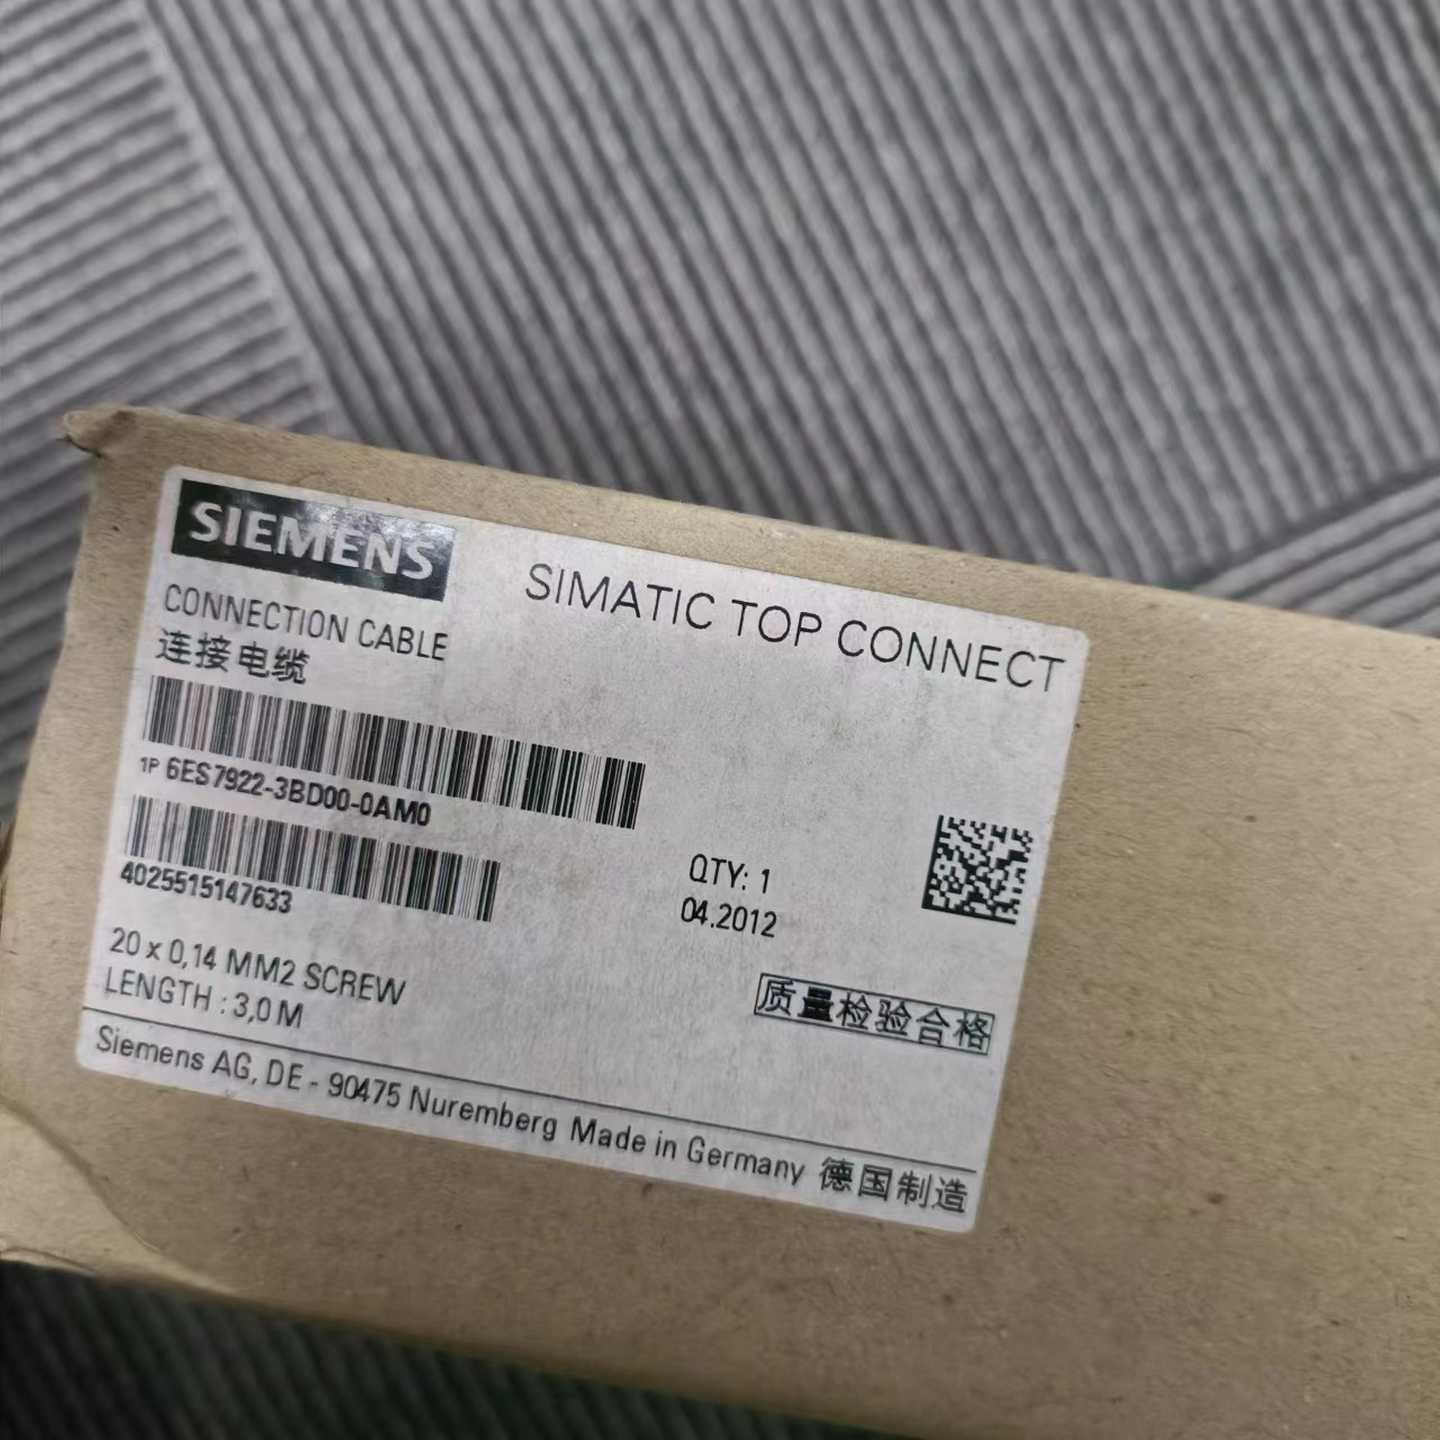 SIEMENS
SIMATIC TOP CONNECT
CONNECTION CABLE
连接电缆
1P 6ES7922-3BD00-0AM0
4025515147633
QTY: 1
04.2012
20 x 0,14 MM2 SCREW
LENGTH : 3,0 M
质量检验合格
Siemens AG, DE - 90475 Nuremberg Made in Germany 德国制造